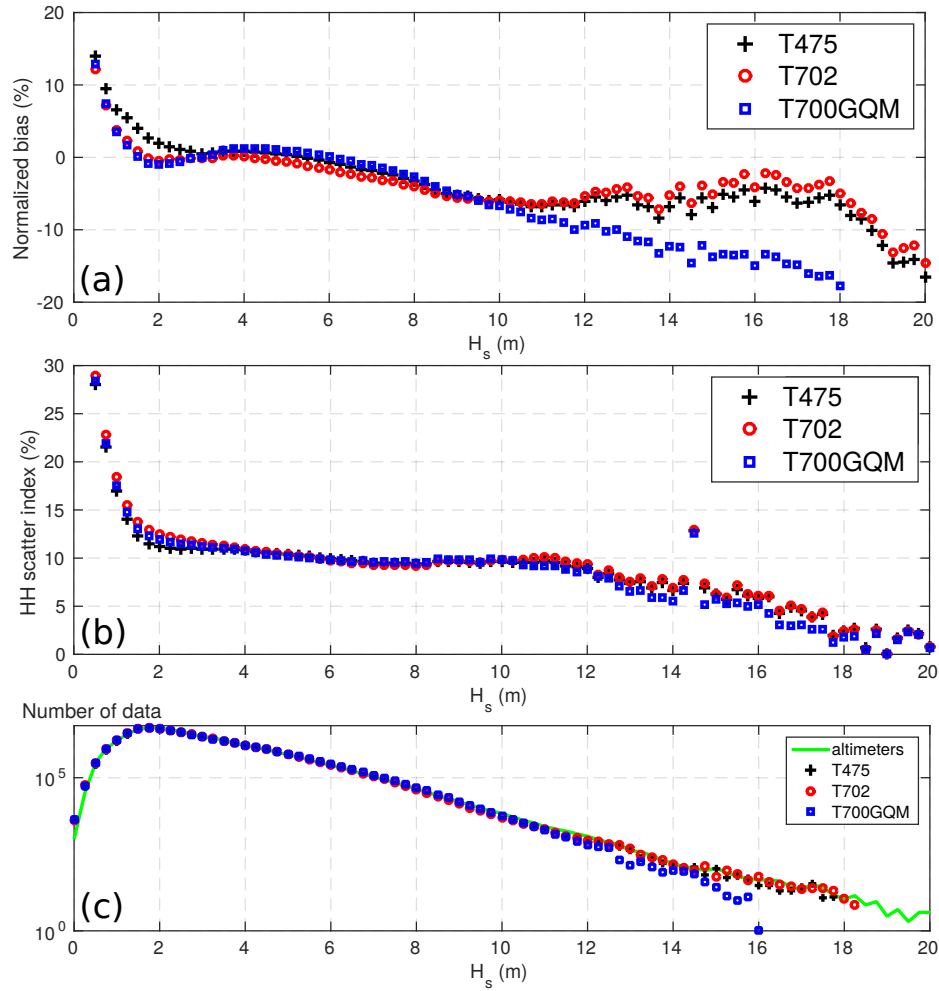 20
10
0
-10
-20
Normalized bias (%)
T475
T702
T700GQM
(a)
0 2 4 6 8 10 12 14 16 18 20
H_s (m)
30
25
20
15
10
5
0
HH scatter index (%)
T475
T702
T700GQM
(b)
0 2 4 6 8 10 12 14 16 18 20
H_s (m)
Number of data
10^5
10^0
altimeters
T475
T702
T700GQM
(c)
0 2 4 6 8 10 12 14 16 18 20
H_s (m)